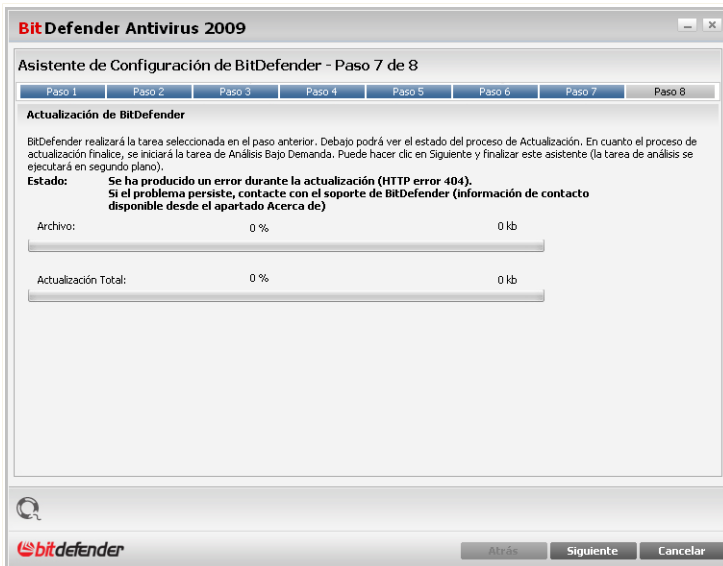 BitDefender Antivirus 2009
Asistente de Configuración de BitDefender - Paso 7 de 8
Paso 1 Paso 2 Paso 3 Paso 4 Paso 5 Paso 6 Paso 7 Paso 8
Actualización de BitDefender
BitDefender realizará la tarea seleccionada en el paso anterior. Debajo podrá ver el estado del proceso de Actualización. En cuanto el proceso de
actualización finalice, se iniciará la tarea de Análisis Bajo Demanda. Puede hacer clic en Siguiente y finalizar este asistente (la tarea de análisis se
ejecutará en segundo plano).
Estado: Se ha producido un error durante la actualización (HTTP error 404).
Si el problema persiste, contacte con el soporte de BitDefender (información de contacto
disponible desde el apartado Acerca de)
Archivo: 0 % 0 kb
Actualización Total: 0 % 0 kb
bitdefender Atrás Siguiente Cancelar